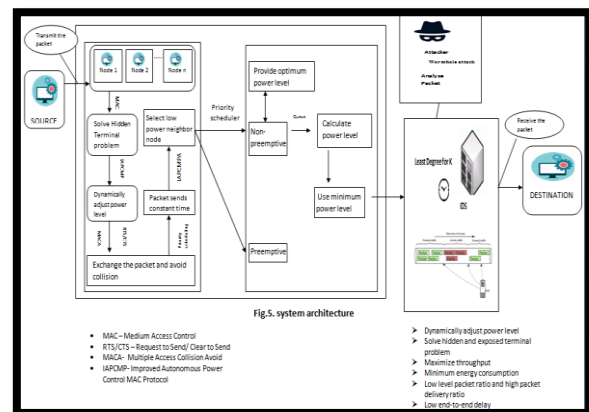 Transmit the
packet
SOURCE
Node 1
Node 2
Node n
MAC
Solve Hidden
Terminal
problem
IAPCMP
Dynamically
adjust power
level
MACA
RTS/CTS
Exchange the packet and avoid
collision
Packet sends
constant time
IAPCMPA
Select low
power neighbor
node
Priority
scheduler
Provide optimum
power level
Non-
preemptive
Queue
Calculate
power level
Use minimum
power level
Preemptive
Attacker
Wormhole attack
Analyse
Packet
Least Degree for K
IDS
Receive the
packet
DESTINATION
Fig.5. system architecture
• MAC – Medium Access Control
• RTS/CTS – Request to Send/ Clear to Send
• MACA- Multiple Access Collision Avoid
• IAPCMP- Improved Autonomous Power
Control MAC Protocol
➢ Dynamically adjust power level
➢ Solve hidden and exposed terminal
problem
➢ Maximize throughput
➢ Minimum energy consumption
➢ Low level packet ratio and high packet
delivery ratio
➢ Low end-to-end delay